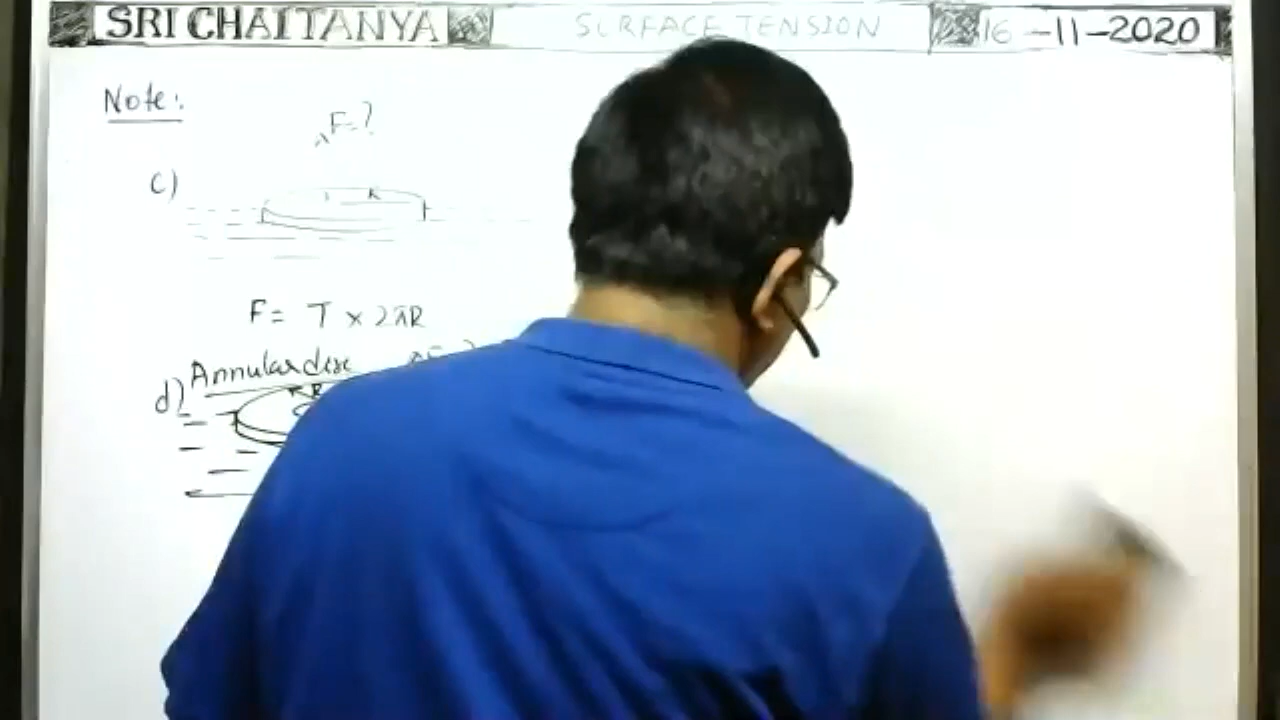 SRI CHAITANYA SURFACE TENSION 16-11-2020
Note:
F=?
c)
R
F= T × 2πR
d) Annular disc
R